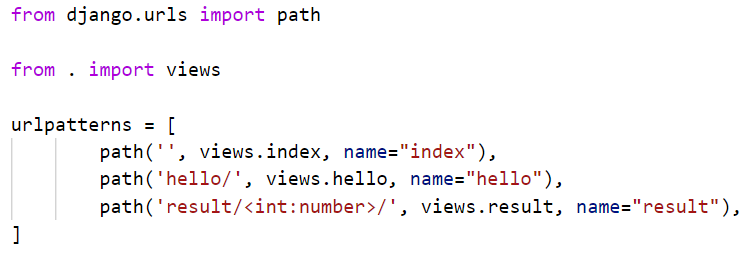 from django.urls import path
from . import views
urlpatterns = [
path('', views.index, name="index"),
path('hello/', views.hello, name="hello"),
path('result/<int:number>/', views.result, name="result"),
]